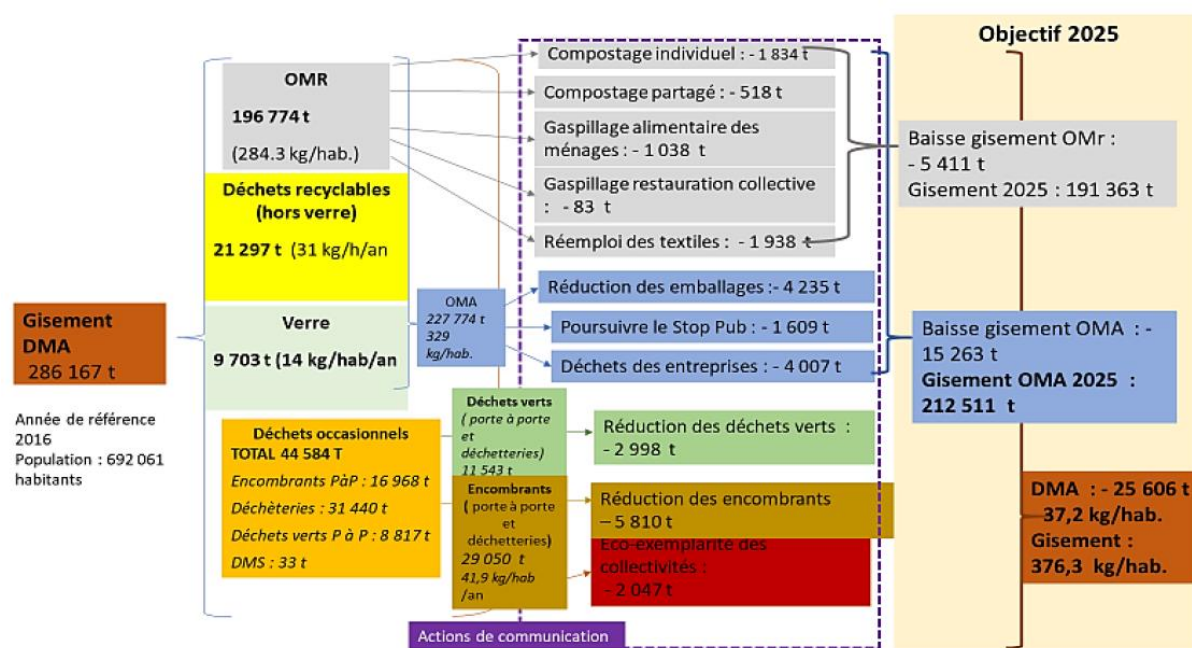 Objectif 2025
OMR
196 774 t
(284.3 kg/hab.)
Déchets recyclables
(hors verre)
21 297 t (31 kg/h/an
Verre
9 703 t (14 kg/hab/an
Gisement
DMA
286 167 t
Année de référence
2016
Population : 692 061
habitants
Déchets occasionnels
TOTAL 44 584 T
Encombrants PàP : 16 968 t
Déchèteries : 31 440 t
Déchets verts P à P : 8 817 t
DMS : 33 t
OMA
227 774 t
329
kg/hab.
Déchets verts
( porte à porte
et
déchetteries)
11 543 t
Encombrants
( porte à porte
et
déchetteries)
29 050 t
41,9 kg/hab
/an
Compostage individuel : - 1 834 t
Compostage partagé : - 518 t
Gaspillage alimentaire des
ménages : - 1 038 t
Gaspillage restauration collective
: - 83 t
Réemploi des textiles : - 1 938 t
Réduction des emballages :- 4 235 t
Poursuivre le Stop Pub : - 1 609 t
Déchets des entreprises : - 4 007 t
Réduction des déchets verts :
- 2 998 t
Réduction des encombrants
– 5 810 t
Eco-exemplarité des
collectivités :
- 2 047 t
Actions de communication
Baisse gisement OMr :
- 5 411 t
Gisement 2025 : 191 363 t
Baisse gisement OMA : -
15 263 t
Gisement OMA 2025 :
212 511 t
DMA : - 25 606 t
- 37,2 kg/hab.
Gisement :
376,3 kg/hab.